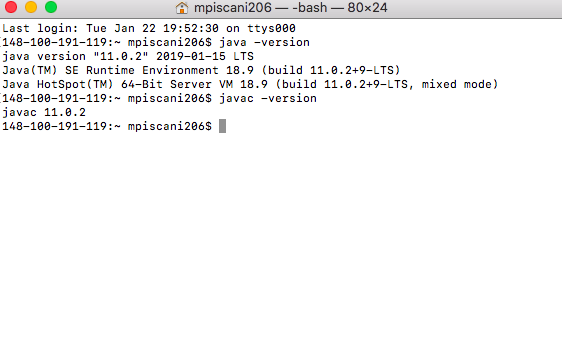 mpiscani206 — -bash — 80×24
Last login: Tue Jan 22 19:52:30 on ttys000
[148-100-191-119:~ mpiscani206$ java -version
java version "11.0.2" 2019-01-15 LTS
Java(TM) SE Runtime Environment 18.9 (build 11.0.2+9-LTS)
Java HotSpot(TM) 64-Bit Server VM 18.9 (build 11.0.2+9-LTS, mixed mode)
[148-100-191-119:~ mpiscani206$ javac -version
javac 11.0.2
148-100-191-119:~ mpiscani206$